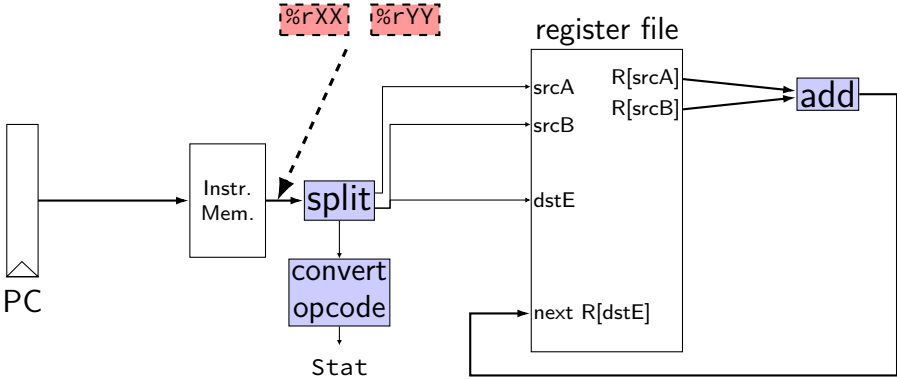 %rXX %rYY
register file
srcA
R[srcA]
srcB
R[srcB]
add
Instr.
Mem.
split
dstE
convert
opcode
PC
next R[dstE]
Stat